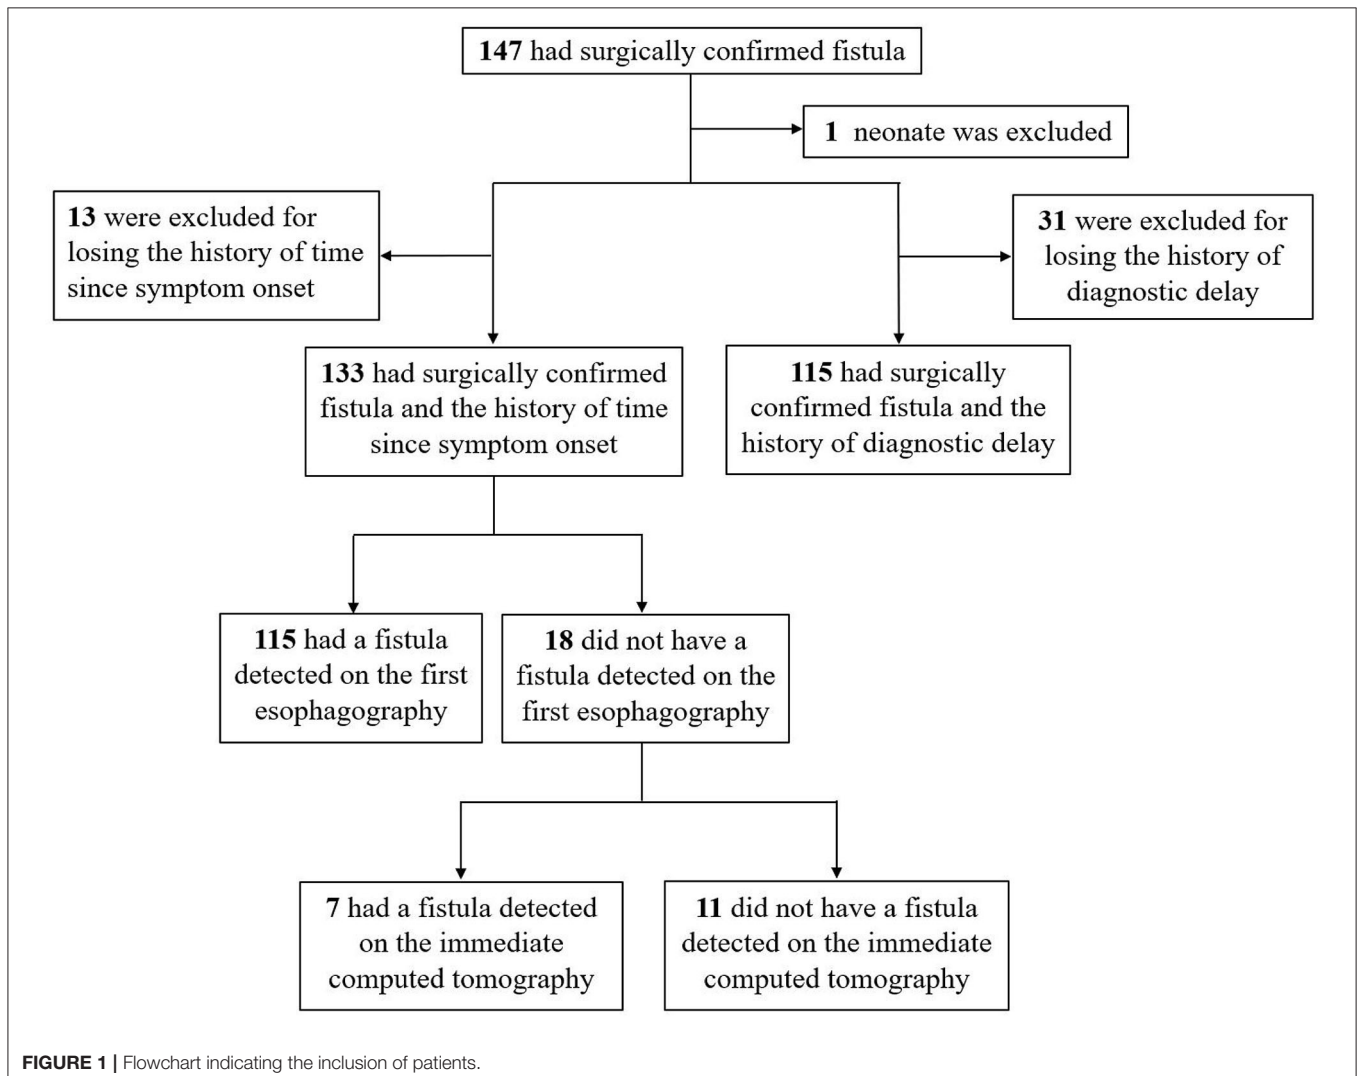 147 had surgically confirmed fistula
1 neonate was excluded
13 were excluded for
losing the history of time
since symptom onset
31 were excluded for
losing the history of
diagnostic delay
133 had surgically confirmed
fistula and the history of time
since symptom onset
115 had surgically
confirmed fistula and the
history of diagnostic delay
115 had a fistula
detected on the first
esophagography
18 did not have a
fistula detected on the
first esophagography
7 had a fistula detected
on the immediate
computed tomography
11 did not have a fistula
detected on the immediate
computed tomography
FIGURE 1 | Flowchart indicating the inclusion of patients.